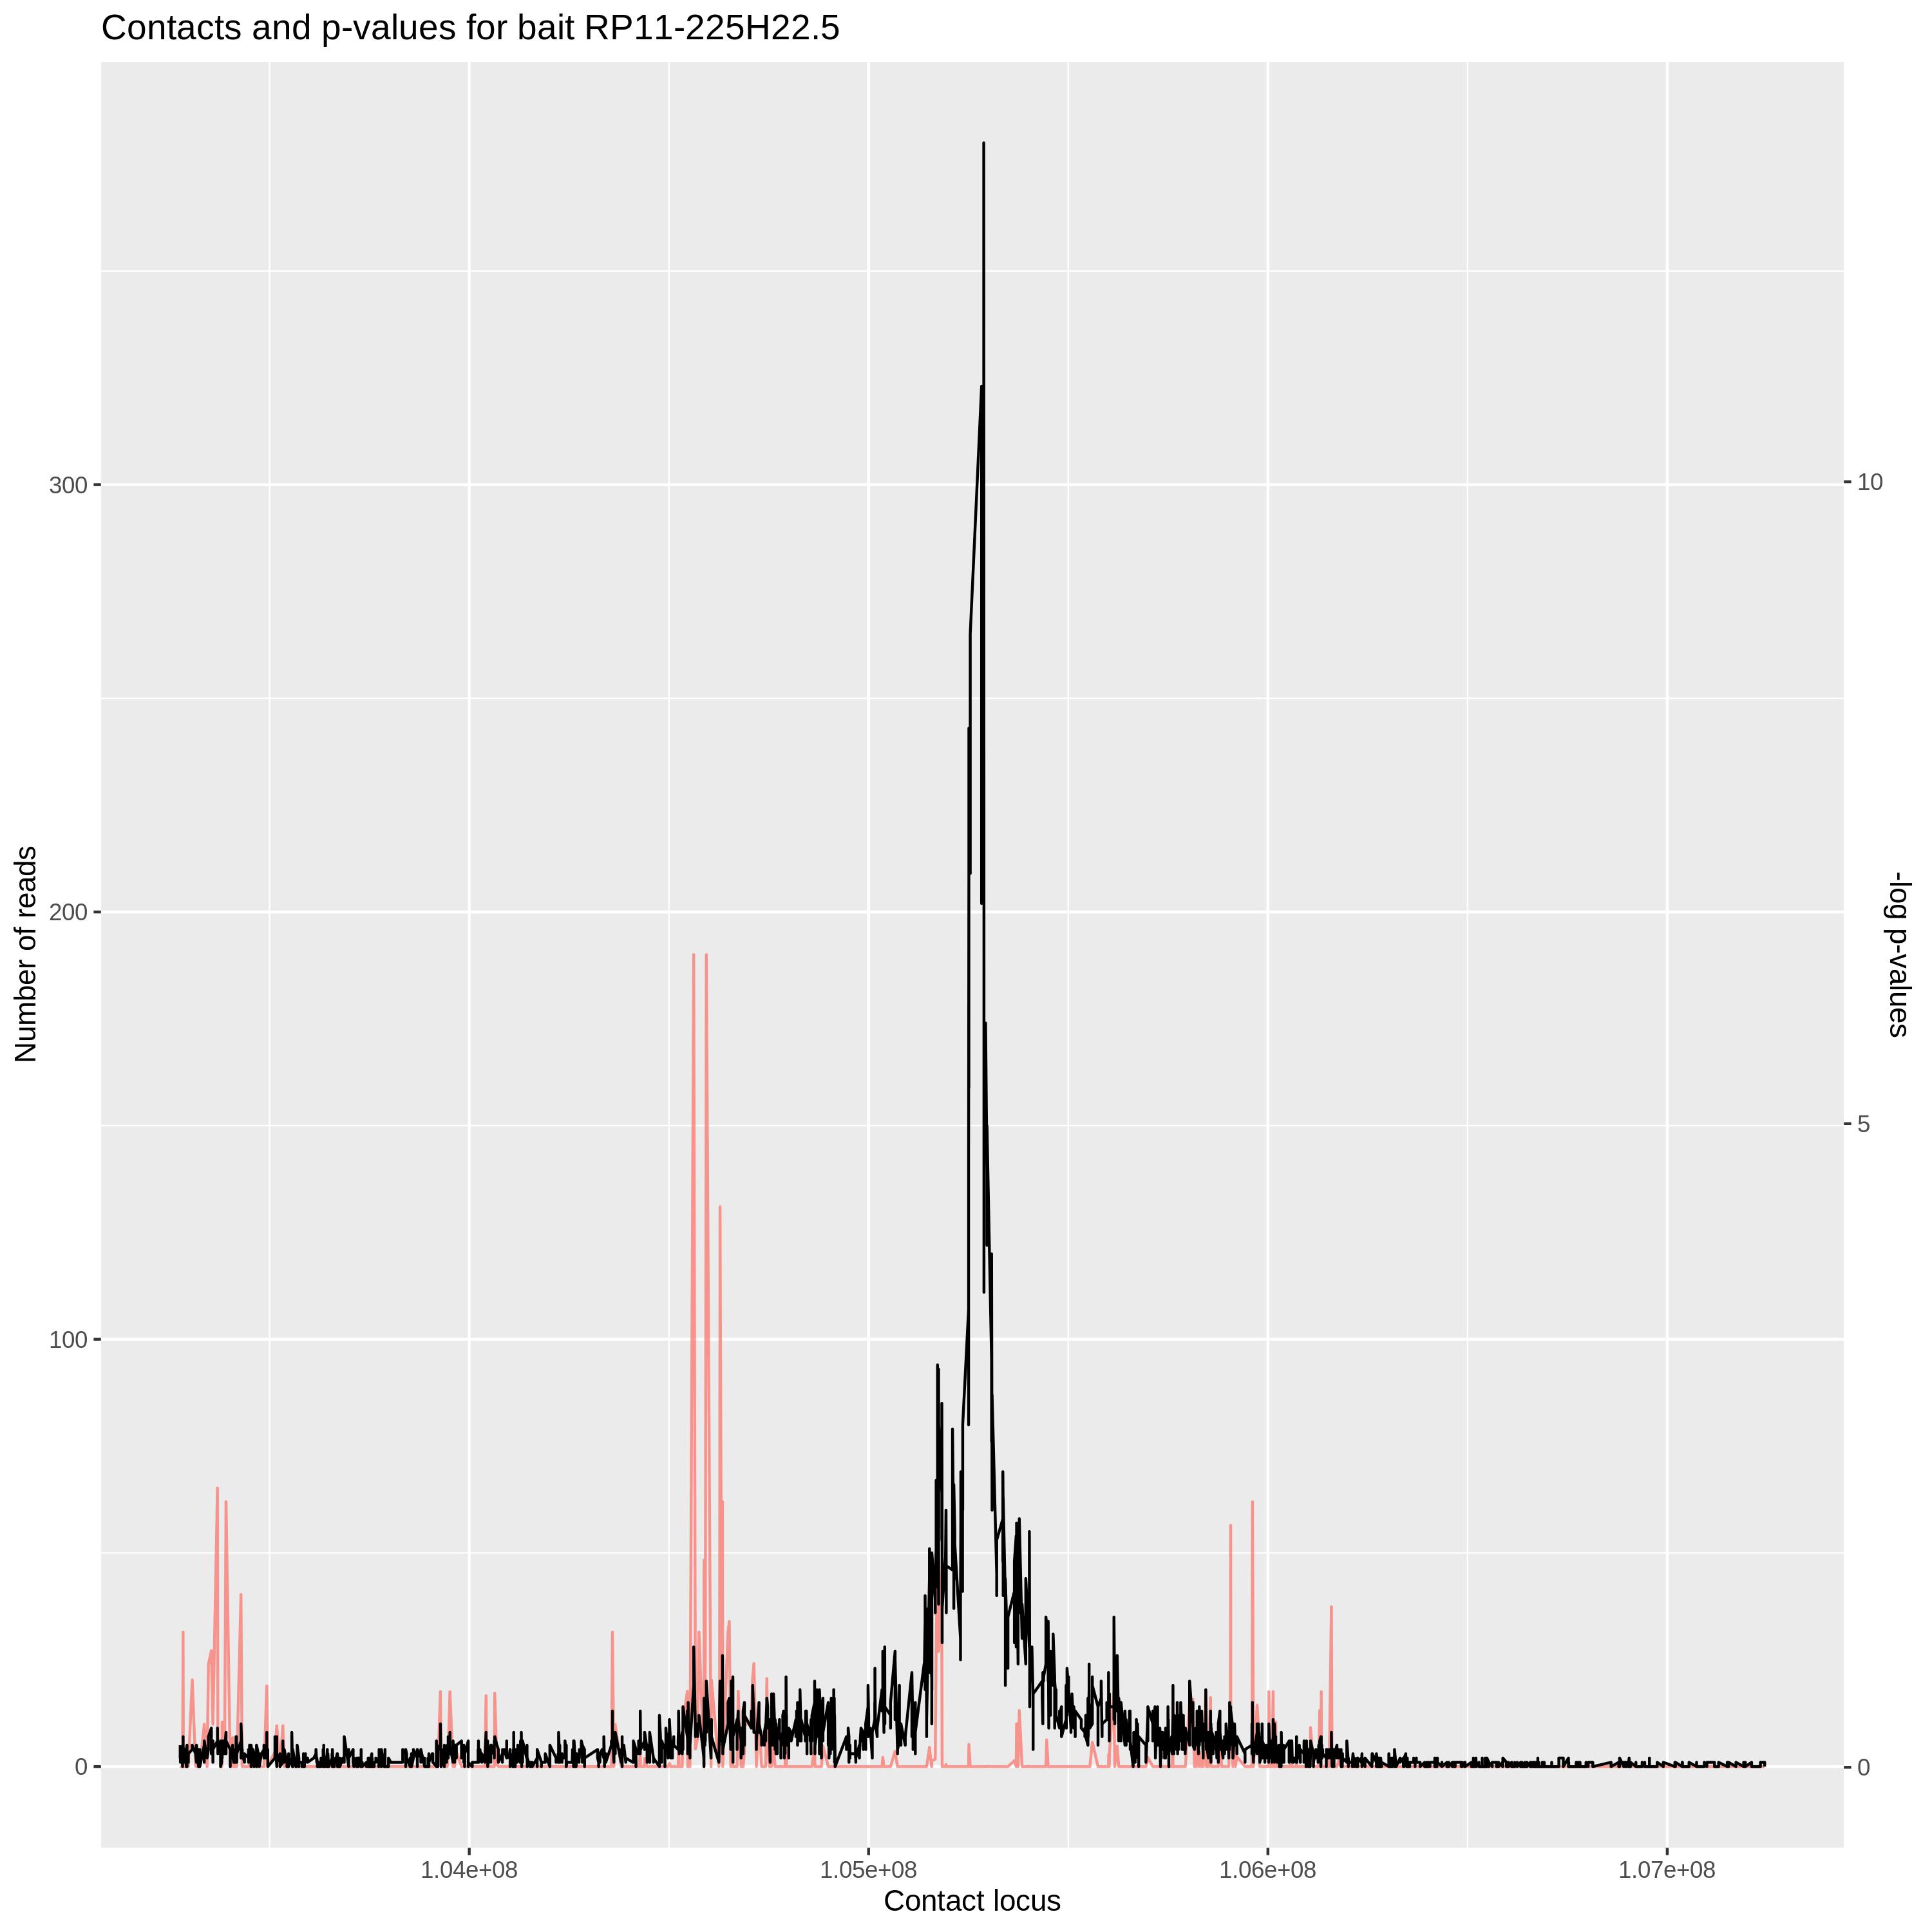 Contacts and p-values for bait RP11-225H22.5
Number of reads
300
200
100
0
10
5
0
-log p-values
1.04e+08
1.05e+08
1.06e+08
1.07e+08
Contact locus